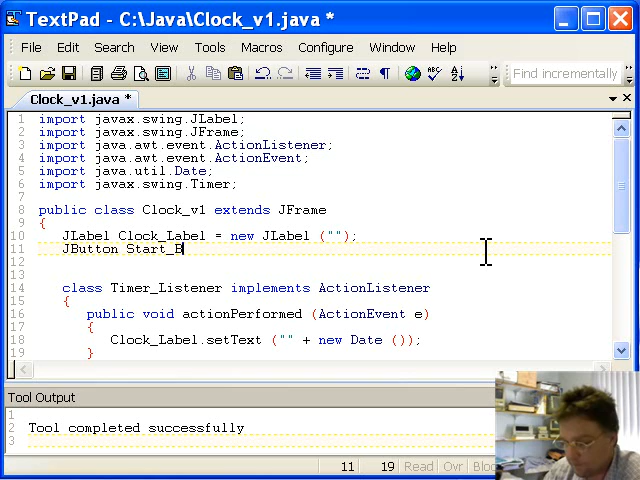 TextPad - C:\Java\Clock_v1.java *
File Edit Search View Tools Macros Configure Window Help
Find incrementally
Clock_v1.java *
1 import javax.swing.JLabel;
2 import javax.swing.JFrame;
3 import java.awt.event.ActionListener;
4 import java.awt.event.ActionEvent;
5 import java.util.Date;
6 import javax.swing.Timer;
7
8 public class Clock_v1 extends JFrame
9 {
10 JLabel Clock_Label = new JLabel ("");
11 JButton Start_B
12
13
14 class Timer_Listener implements ActionListener
15 {
16 public void actionPerformed (ActionEvent e)
17 {
18 Clock_Label.setText ("" + new Date ());
19 }
Tool Output
1
2 Tool completed successfully
3
11 19 Read Ovr